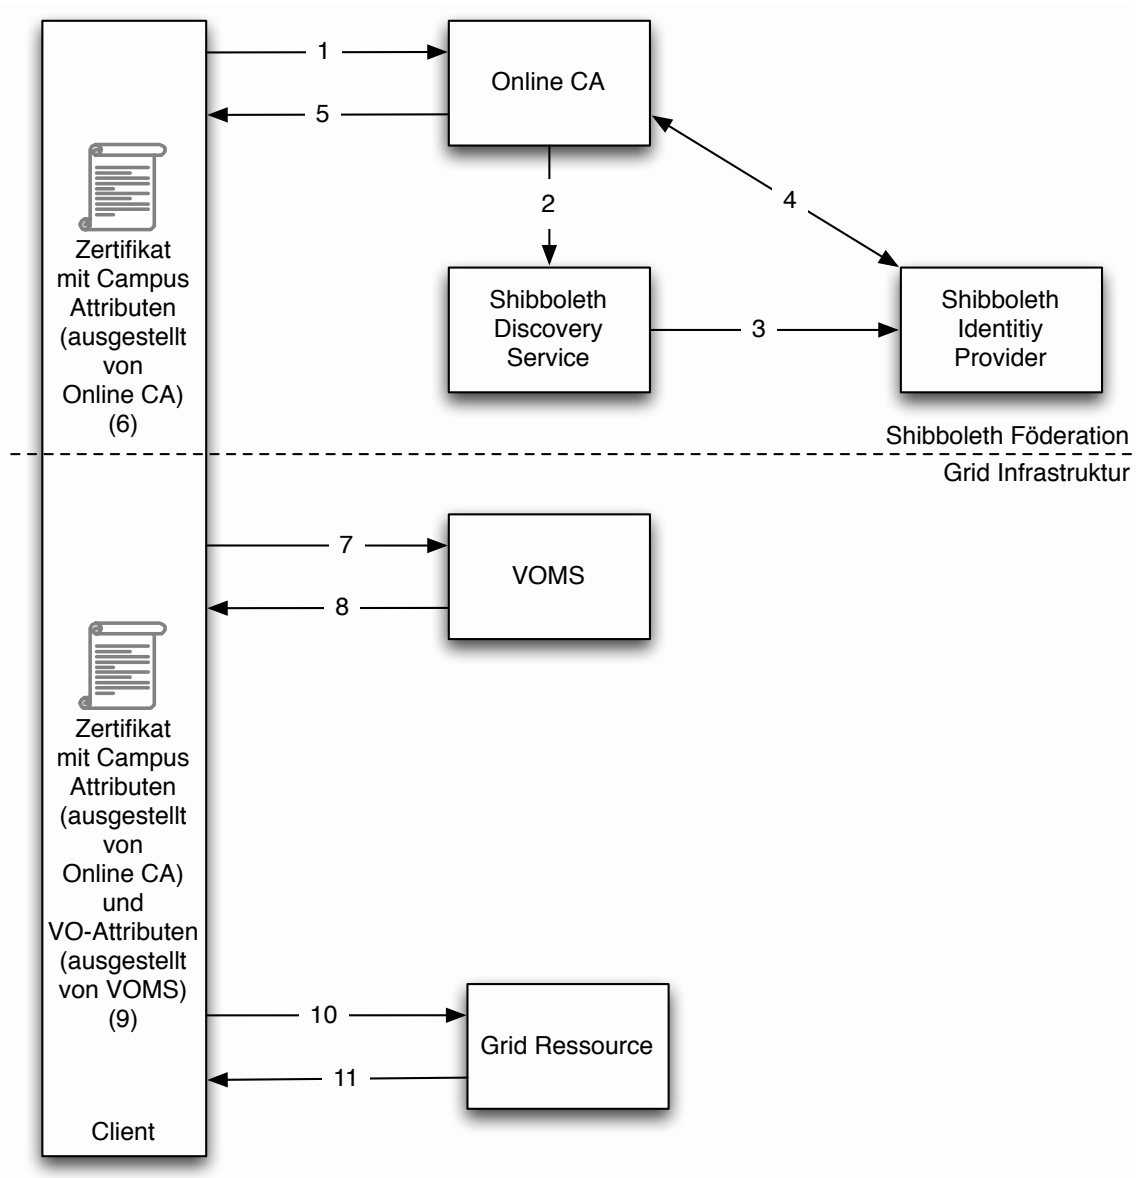 1
Online CA
5
2
4
Zertifikat
mit Campus
Attributen
(ausgestellt
von
Online CA)
(6)
Shibboleth
Discovery
Service
3
Shibboleth
Identitiy
Provider
Shibboleth Föderation
Grid Infrastruktur
7
VOMS
8
Zertifikat
mit Campus
Attributen
(ausgestellt
von
Online CA)
und
VO-Attributen
(ausgestellt
von VOMS)
(9)
10
Grid Ressource
11
Client